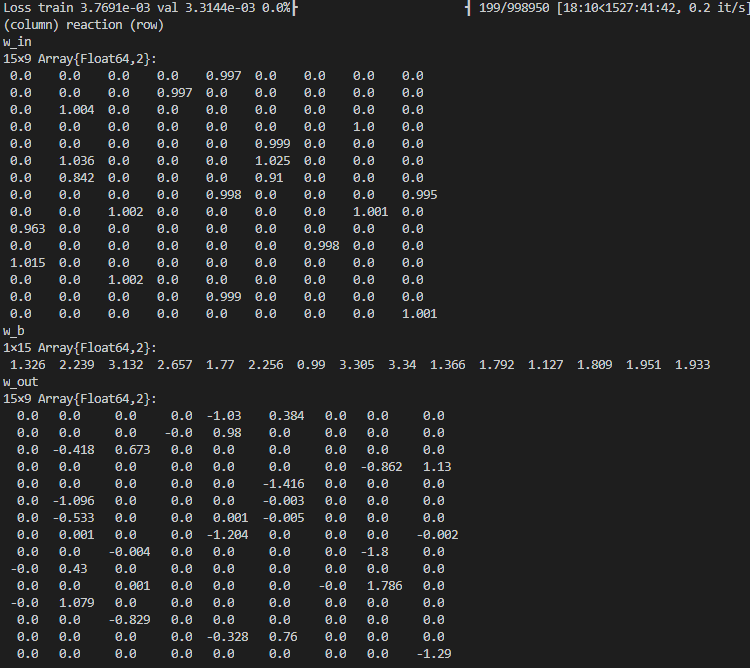 Loss train 3.7691e-03 val 3.3144e-03 0.0%┣ ┫ 199/998950 [18:10<1527:41:42, 0.2 it/s]
(column) reaction (row)
w_in
15×9 Array{Float64,2}:
0.0 0.0 0.0 0.0 0.997 0.0 0.0 0.0 0.0
0.0 0.0 0.0 0.997 0.0 0.0 0.0 0.0 0.0
0.0 1.004 0.0 0.0 0.0 0.0 0.0 0.0 0.0
0.0 0.0 0.0 0.0 0.0 0.0 0.0 1.0 0.0
0.0 0.0 0.0 0.0 0.0 0.999 0.0 0.0 0.0
0.0 1.036 0.0 0.0 0.0 1.025 0.0 0.0 0.0
0.0 0.842 0.0 0.0 0.0 0.91 0.0 0.0 0.0
0.0 0.0 0.0 0.0 0.998 0.0 0.0 0.0 0.995
0.0 0.0 1.002 0.0 0.0 0.0 0.0 1.001 0.0
0.963 0.0 0.0 0.0 0.0 0.0 0.0 0.0 0.0
0.0 0.0 0.0 0.0 0.0 0.0 0.998 0.0 0.0
1.015 0.0 0.0 0.0 0.0 0.0 0.0 0.0 0.0
0.0 0.0 1.002 0.0 0.0 0.0 0.0 0.0 0.0
0.0 0.0 0.0 0.0 0.999 0.0 0.0 0.0 0.0
0.0 0.0 0.0 0.0 0.0 0.0 0.0 0.0 1.001
w_b
1×15 Array{Float64,2}:
1.326 2.239 3.132 2.657 1.77 2.256 0.99 3.305 3.34 1.366 1.792 1.127 1.809 1.951 1.933
w_out
15×9 Array{Float64,2}:
0.0 0.0 0.0 0.0 -1.03 0.384 0.0 0.0 0.0
0.0 0.0 0.0 -0.0 0.98 0.0 0.0 0.0 0.0
0.0 -0.418 0.673 0.0 0.0 0.0 0.0 0.0 0.0
0.0 0.0 0.0 0.0 0.0 0.0 0.0 -0.862 1.13
0.0 0.0 0.0 0.0 0.0 -1.416 0.0 0.0 0.0
0.0 -1.096 0.0 0.0 0.0 -0.003 0.0 0.0 0.0
0.0 -0.533 0.0 0.0 0.001 -0.005 0.0 0.0 0.0
0.0 0.001 0.0 0.0 -1.204 0.0 0.0 0.0 -0.002
0.0 0.0 -0.004 0.0 0.0 0.0 0.0 -1.8 0.0
-0.0 0.43 0.0 0.0 0.0 0.0 0.0 0.0 0.0
0.0 0.0 0.001 0.0 0.0 0.0 -0.0 1.786 0.0
-0.0 1.079 0.0 0.0 0.0 0.0 0.0 0.0 0.0
0.0 0.0 -0.829 0.0 0.0 0.0 0.0 0.0 0.0
0.0 0.0 0.0 0.0 -0.328 0.76 0.0 0.0 0.0
0.0 0.0 0.0 0.0 0.0 0.0 0.0 0.0 -1.29